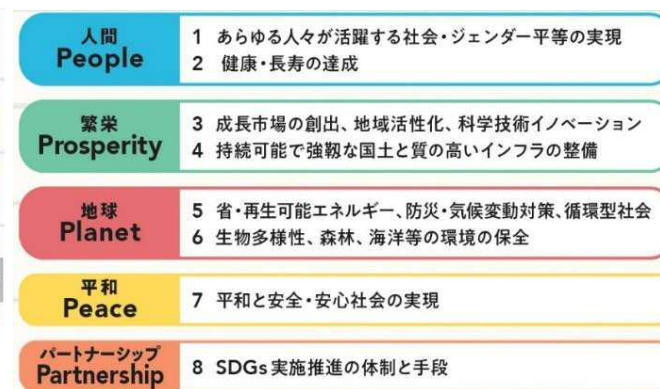 人間
People
1 あらゆる人々が活躍する社会・ジェンダー平等の実現
2 健康・長寿の達成
繁栄
Prosperity
3 成長市場の創出、地域活性化、科学技術イノベーション
4 持続可能で強靱な国土と質の高いインフラの整備
地球
Planet
5 省・再生可能エネルギー、防災・気候変動対策、循環型社会
6 生物多様性、森林、海洋等の環境の保全
平和
Peace
7 平和と安全・安心社会の実現
パートナーシップ
Partnership
8 SDGs実施推進の体制と手段